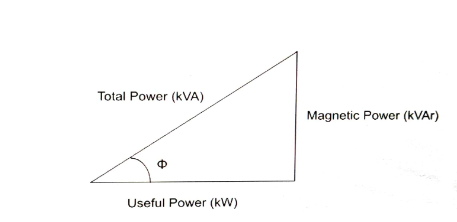 Total Power (kVA)
Magnetic Power (kVAr)
Φ
Useful Power (kW)